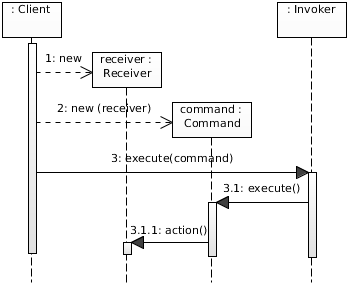 : Client
: Invoker
1: new
receiver :
Receiver
2: new (receiver)
command :
Command
3: execute(command)
3.1: execute()
3.1.1: action()